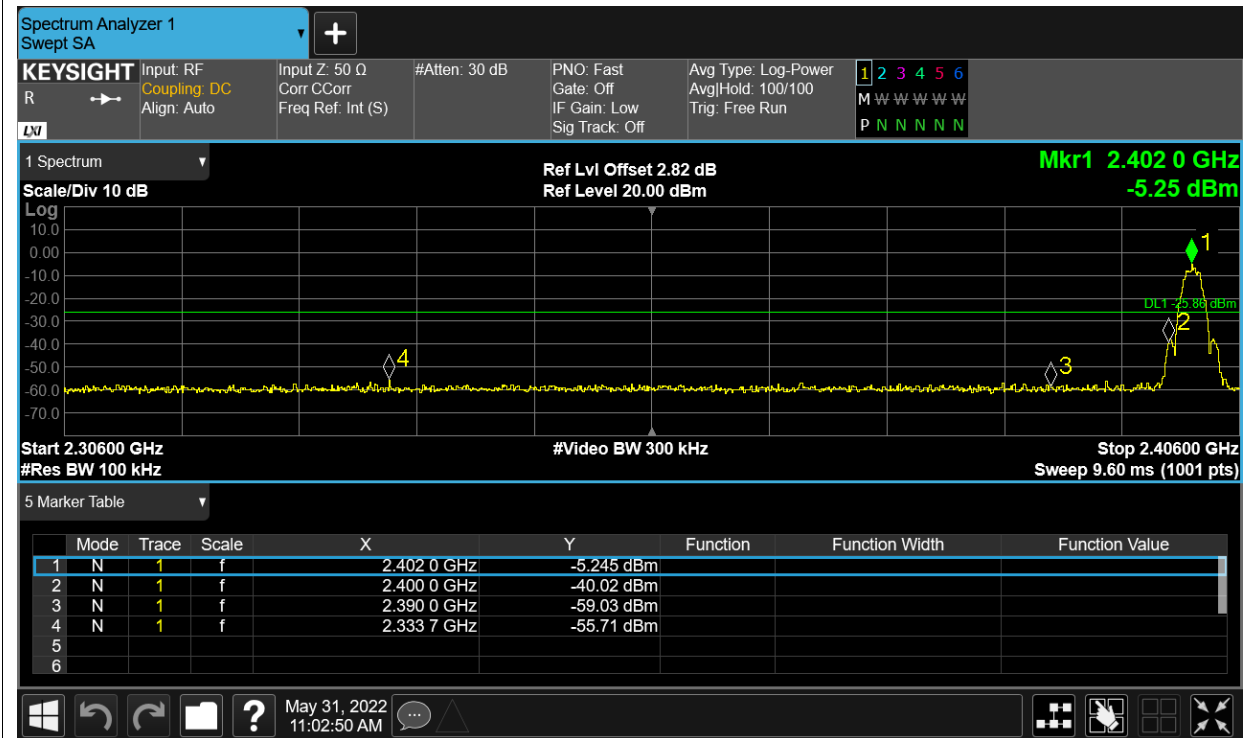 Spectrum Analyzer 1
Swept SA
KEYSIGHT
R
LXI
Input: RF
Coupling: DC
Align: Auto
Input Z: 50 Ω
Corr CCorr
Freq Ref: Int (S)
#Atten: 30 dB
PNO: Fast
Gate: Off
IF Gain: Low
Sig Track: Off
Avg Type: Log-Power
Avg|Hold: 100/100
Trig: Free Run
1 2 3 4 5 6
M W W W W W
P N N N N N
1 Spectrum
Scale/Div 10 dB
Ref Lvl Offset 2.82 dB
Ref Level 20.00 dBm
Mkr1 2.402 0 GHz
-5.25 dBm
Log
10.0
0.00
-10.0
-20.0
-30.0
-40.0
-50.0
-60.0
-70.0
1
DL1 -25.86 dBm
2
4
3
Start 2.30600 GHz
#Res BW 100 kHz
#Video BW 300 kHz
Stop 2.40600 GHz
Sweep 9.60 ms (1001 pts)
5 Marker Table
Mode Trace Scale X Y Function Function Width Function Value
1 N 1 f 2.402 0 GHz -5.245 dBm
2 N 1 f 2.400 0 GHz -40.02 dBm
3 N 1 f 2.390 0 GHz -59.03 dBm
4 N 1 f 2.333 7 GHz -55.71 dBm
5
6
?
May 31, 2022
11:02:50 AM